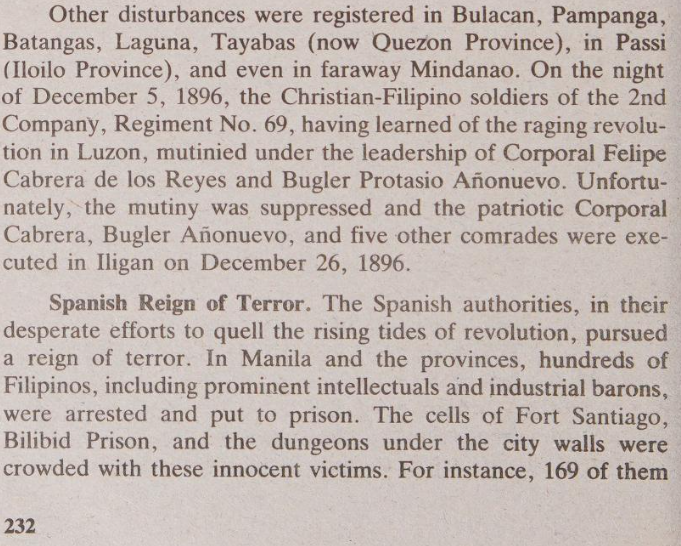 Other disturbances were registered in Bulacan, Pampanga,
Batangas, Laguna, Tayabas (now Quezon Province), in Passi
(Iloilo Province), and even in faraway Mindanao. On the night
of December 5, 1896, the Christian-Filipino soldiers of the 2nd
Company, Regiment No. 69, having learned of the raging revolu-
tion in Luzon, mutinied under the leadership of Corporal Felipe
Cabrera de los Reyes and Bugler Protasio Añonuevo. Unfortu-
nately, the mutiny was suppressed and the patriotic Corporal
Cabrera, Bugler Añonuevo, and five other comrades were exe-
cuted in Iligan on December 26, 1896.
Spanish Reign of Terror. The Spanish authorities, in their
desperate efforts to quell the rising tides of revolution, pursued
a reign of terror. In Manila and the provinces, hundreds of
Filipinos, including prominent intellectuals and industrial barons,
were arrested and put to prison. The cells of Fort Santiago,
Bilibid Prison, and the dungeons under the city walls were
crowded with these innocent victims. For instance, 169 of them
232